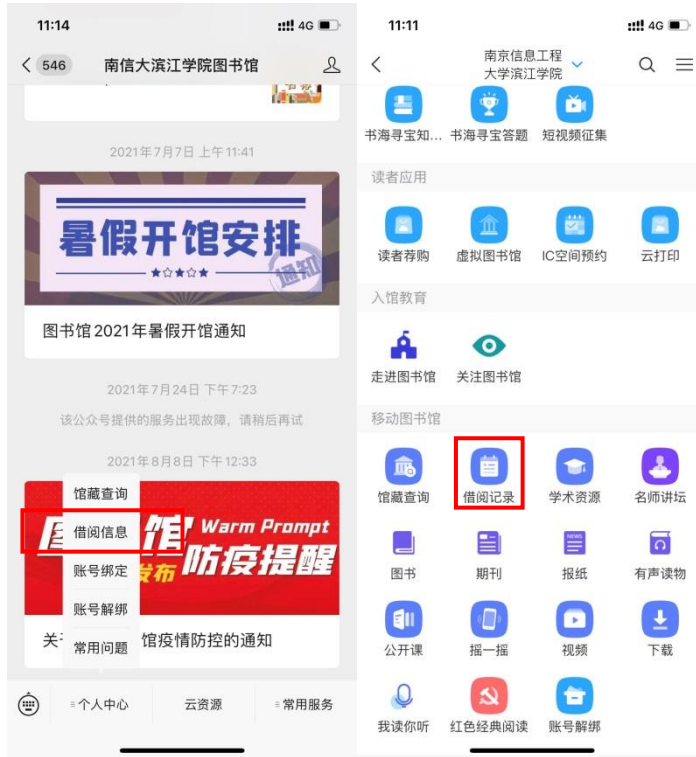 11:14
4G
546
南信大滨江学院图书馆
2021年7月7日 上午11:41
暑假开馆安排
通知
图书馆2021年暑假开馆通知
2021年7月24日 下午7:23
该公众号提供的服务出现故障，请稍后再试
2021年8月8日 下午12:33
馆藏查询
借阅信息
账号绑定
账号解绑
常用问题
馆 Warm Prompt
发布 防疫提醒
关 馆疫情防控的通知
个人中心
云资源
常用服务
11:11
4G
南京信息工程
大学滨江学院
书海寻宝知...
书海寻宝答题
短视频征集
读者应用
读者荐购
虚拟图书馆
IC空间预约
云打印
入馆教育
走进图书馆
关注图书馆
移动图书馆
馆藏查询
借阅记录
学术资源
名师讲坛
图书
期刊
NEWS
报纸
有声读物
公开课
摇一摇
视频
下载
我读你听
红色经典阅读
账号解绑